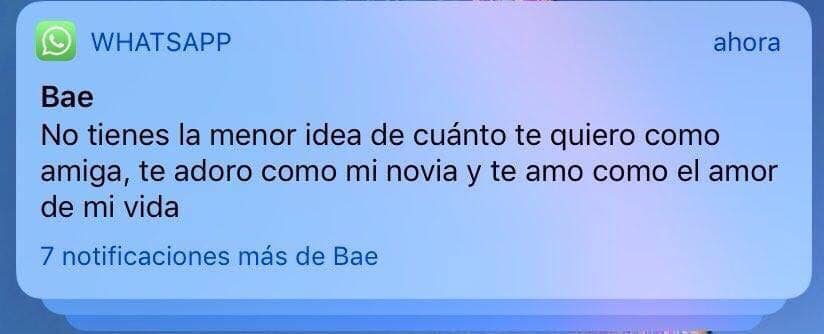 WHATSAPP
ahora
Bae
No tienes la menor idea de cuánto te quiero como
amiga, te adoro como mi novia y te amo como el amor
de mi vida
7 notificaciones más de Bae